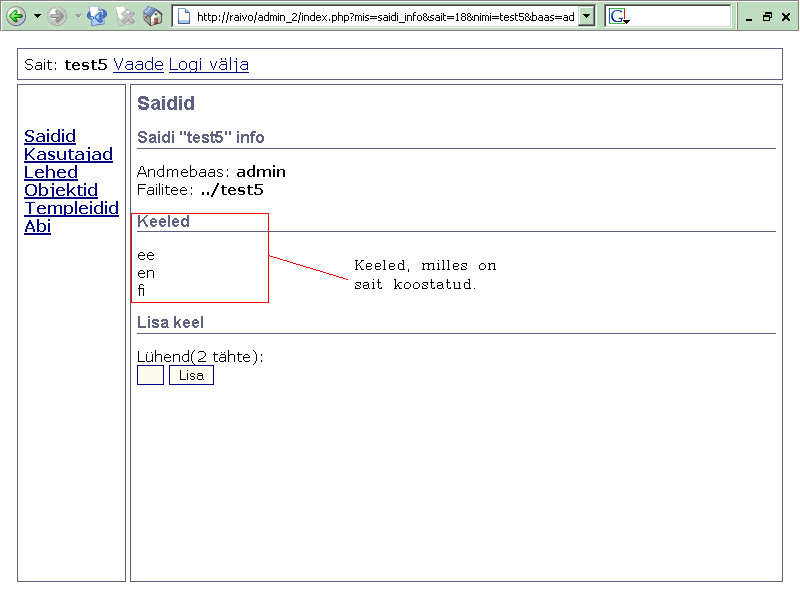 http://raivo/admin_2/index.php?mis=saidi_info&sait=18&nimi=test5&baas=ad
G
Sait: test5 Vaade Logi välja
Saidid
Kasutajad
Lehed
Objektid
Templeidid
Abi
Saidid
Saidi "test5" info
Andmebaas: admin
Failitee: ../test5
Keeled
ee
en
fi
Keeled, milles on
sait koostatud.
Lisa keel
Lühend(2 tähte):
Lisa